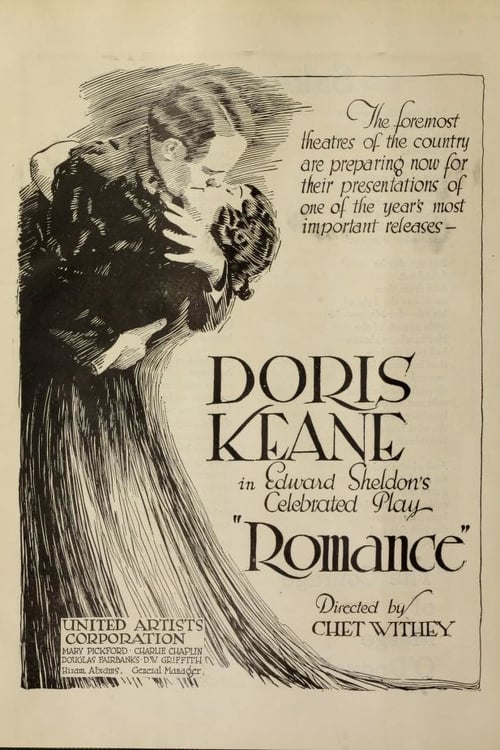 The foremost
theatres of the country
are preparing now for
their presentations of
one of the year's most
important releases —
DORIS
KEANE
in Edward Sheldon's
Celebrated Play
"Romance"
Directed by
CHET WITHEY
UNITED ARTISTS
CORPORATION
MARY PICKFORD · CHARLIE CHAPLIN
DOUGLAS FAIRBANKS · D.W. GRIFFITH
Hiram Abrams, General Manager.